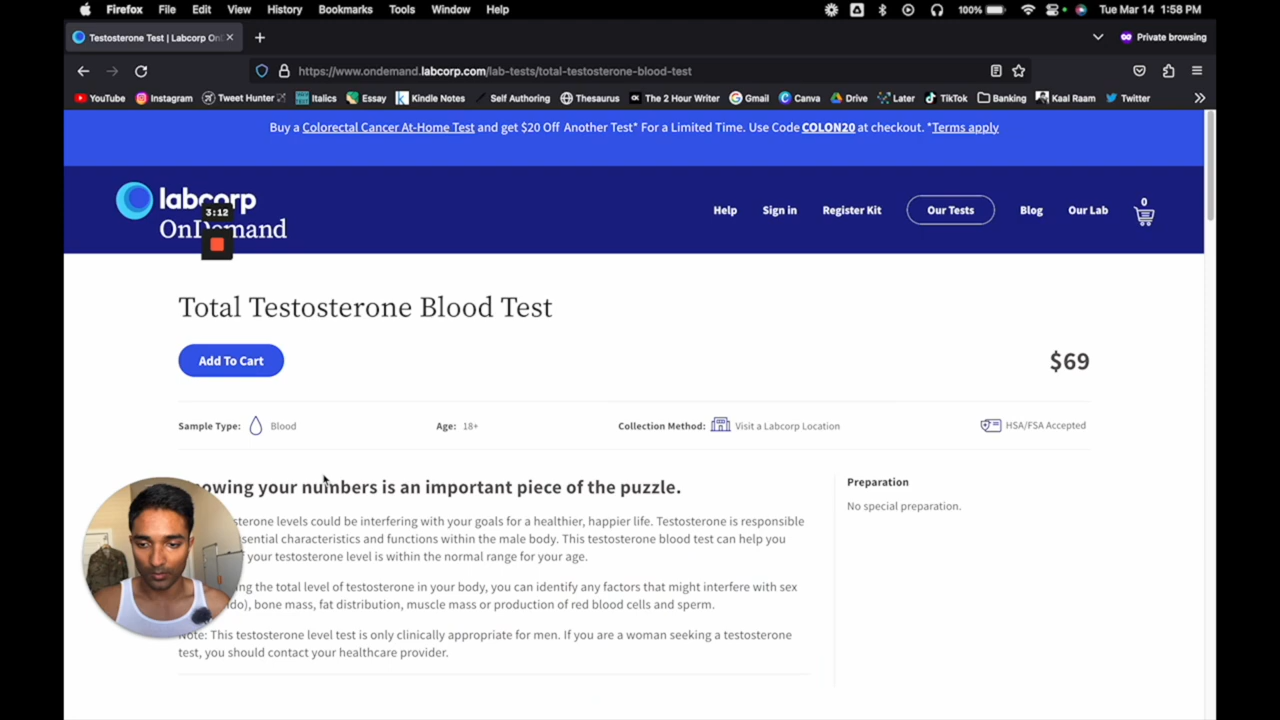 Firefox File Edit View History Bookmarks Tools Window Help 100% Tue Mar 14 1:58 PM
Testosterone Test | Labcorp On Private browsing
https://www.ondemand.labcorp.com/lab-tests/total-testosterone-blood-test
YouTube Instagram Tweet Hunter Italics Essay Kindle Notes Self Authoring Thesaurus The 2 Hour Writer Gmail Canva Drive Later TikTok Banking Kaal Raam Twitter
Buy a Colorectal Cancer At-Home Test and get $20 Off Another Test* For a Limited Time. Use Code COLON20 at checkout. *Terms apply
labcorp
OnDemand
3:12
Help Sign in Register Kit Our Tests Blog Our Lab 0
Total Testosterone Blood Test
Add To Cart $69
Sample Type: Blood Age: 18+ Collection Method: Visit a Labcorp Location HSA/FSA Accepted
your numbers is an important piece of the puzzle.
levels could be interfering with your goals for a healthier, happier life. Testosterone is responsible
characteristics and functions within the male body. This testosterone blood test can help you
your testosterone level is within the normal range for your age.
the total level of testosterone in your body, you can identify any factors that might interfere with sex
bone mass, fat distribution, muscle mass or production of red blood cells and sperm.
Note: This testosterone level test is only clinically appropriate for men. If you are a woman seeking a testosterone
test, you should contact your healthcare provider.
Preparation
No special preparation.